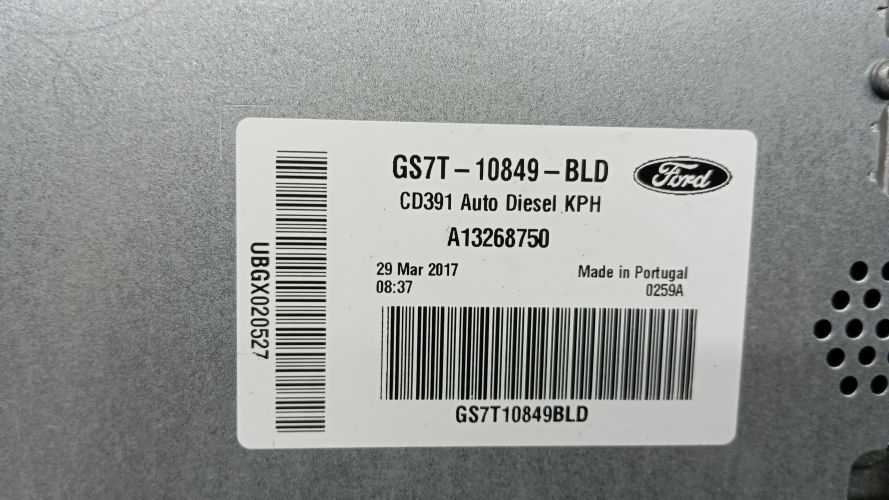 GS7T-10849-BLD
Ford
CD391 Auto Diesel KPH
A13268750
29 Mar 2017
Made in Portugal
08:37
0259A
GS7T10849BLD
UBGX020527